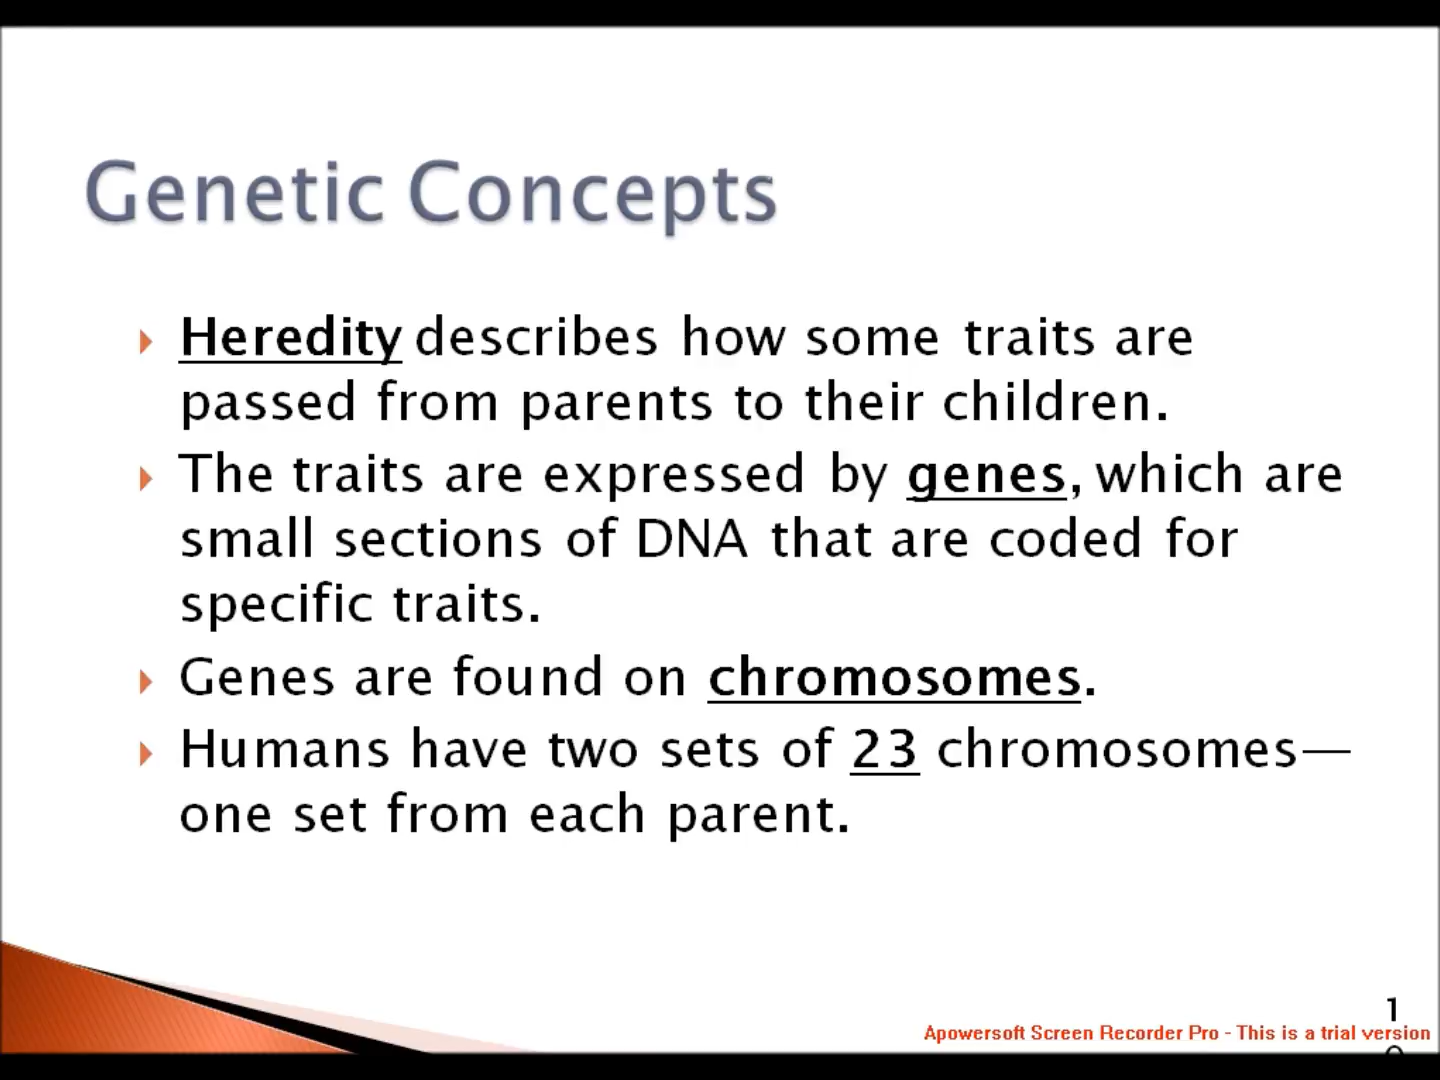 Genetic Concepts
Heredity describes how some traits are
passed from parents to their children.
The traits are expressed by genes, which are
small sections of DNA that are coded for
specific traits.
Genes are found on chromosomes.
Humans have two sets of 23 chromosomes—
one set from each parent.
1
Apowersoft Screen Recorder Pro - This is a trial version